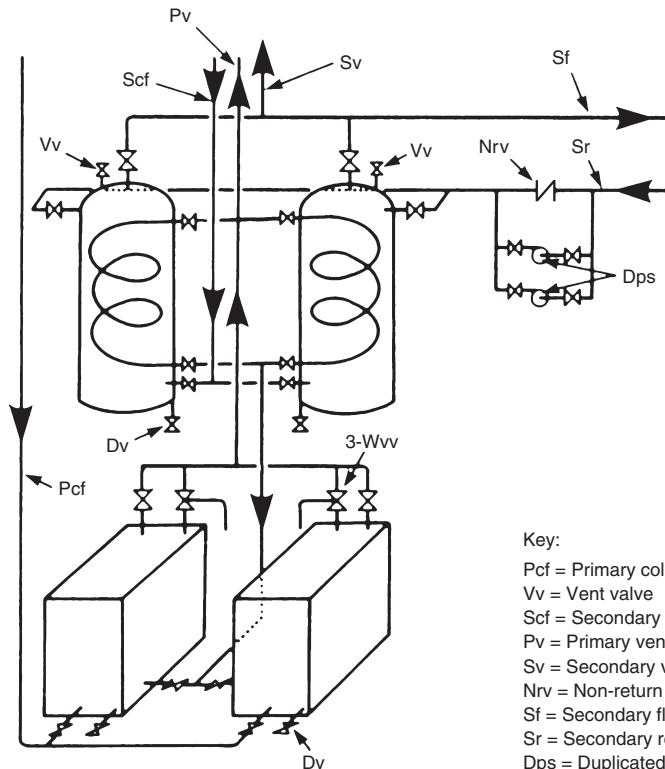 Pv
Scf
Sv
Sf
Vv
Vv
Nrv
Sr
Dps
Dv
3-Wvv
Pcf
Dv
Key:
Pcf = Primary col
Vv = Vent valve
Scf = Secondary
Pv = Primary ven
Sv = Secondary v
Nrv = Non-return
Sf = Secondary fl
Sr = Secondary re
Dps = Duplicated